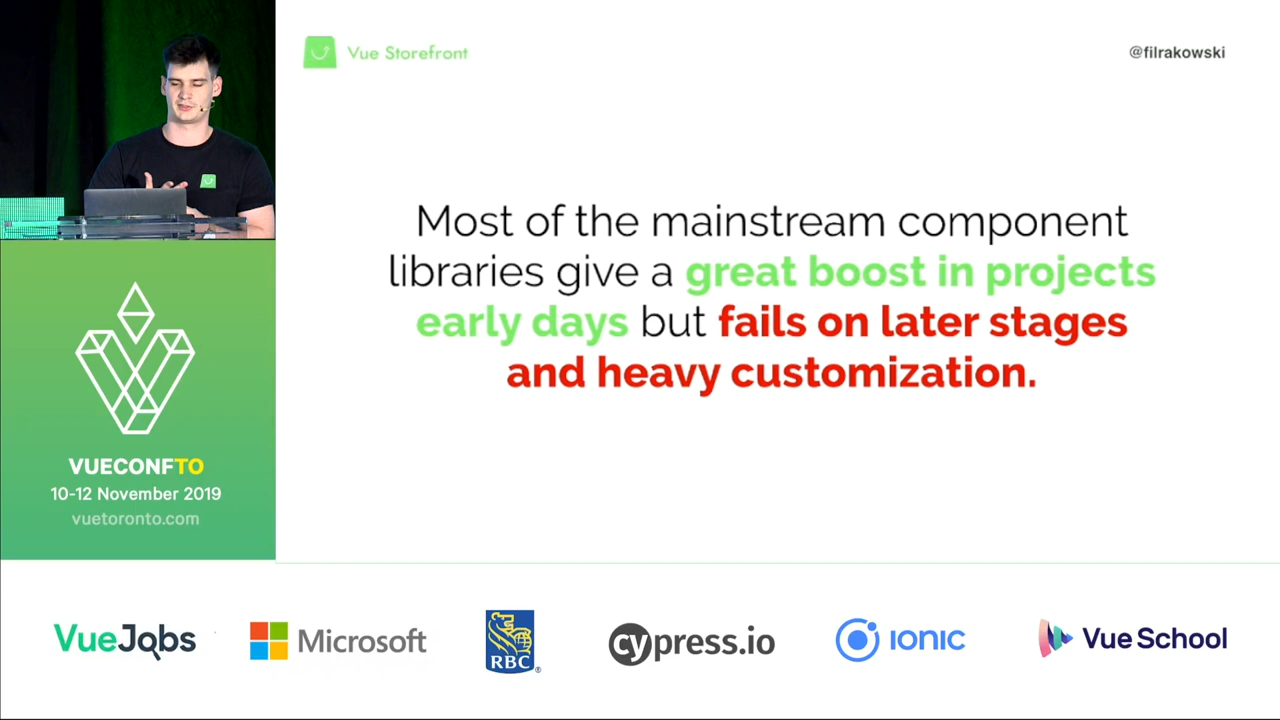 Vue Storefront
@filrakowski
Most of the mainstream component
libraries give a great boost in projects
early days but fails on later stages
and heavy customization.
VUECONFTO
10-12 November 2019
vuetoronto.com
VueJobs
Microsoft
RBC
®
cypress.io
IONIC
Vue School